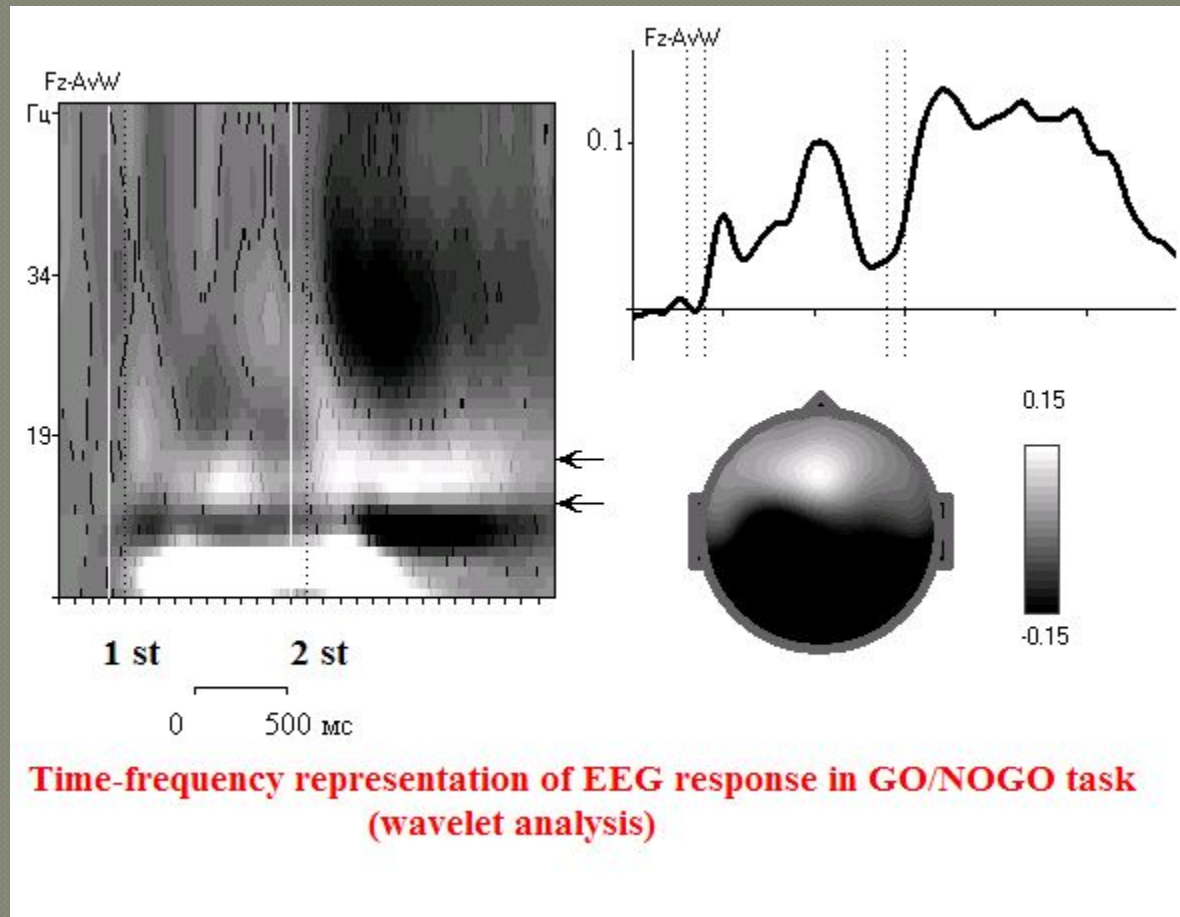 Fz-AvW
Гц
34
19
1 st 2 st
0 500 мс
Fz-AvW
0.1
0.15
-0.15
Time-frequency representation of EEG response in GO/NOGO task
(wavelet analysis)